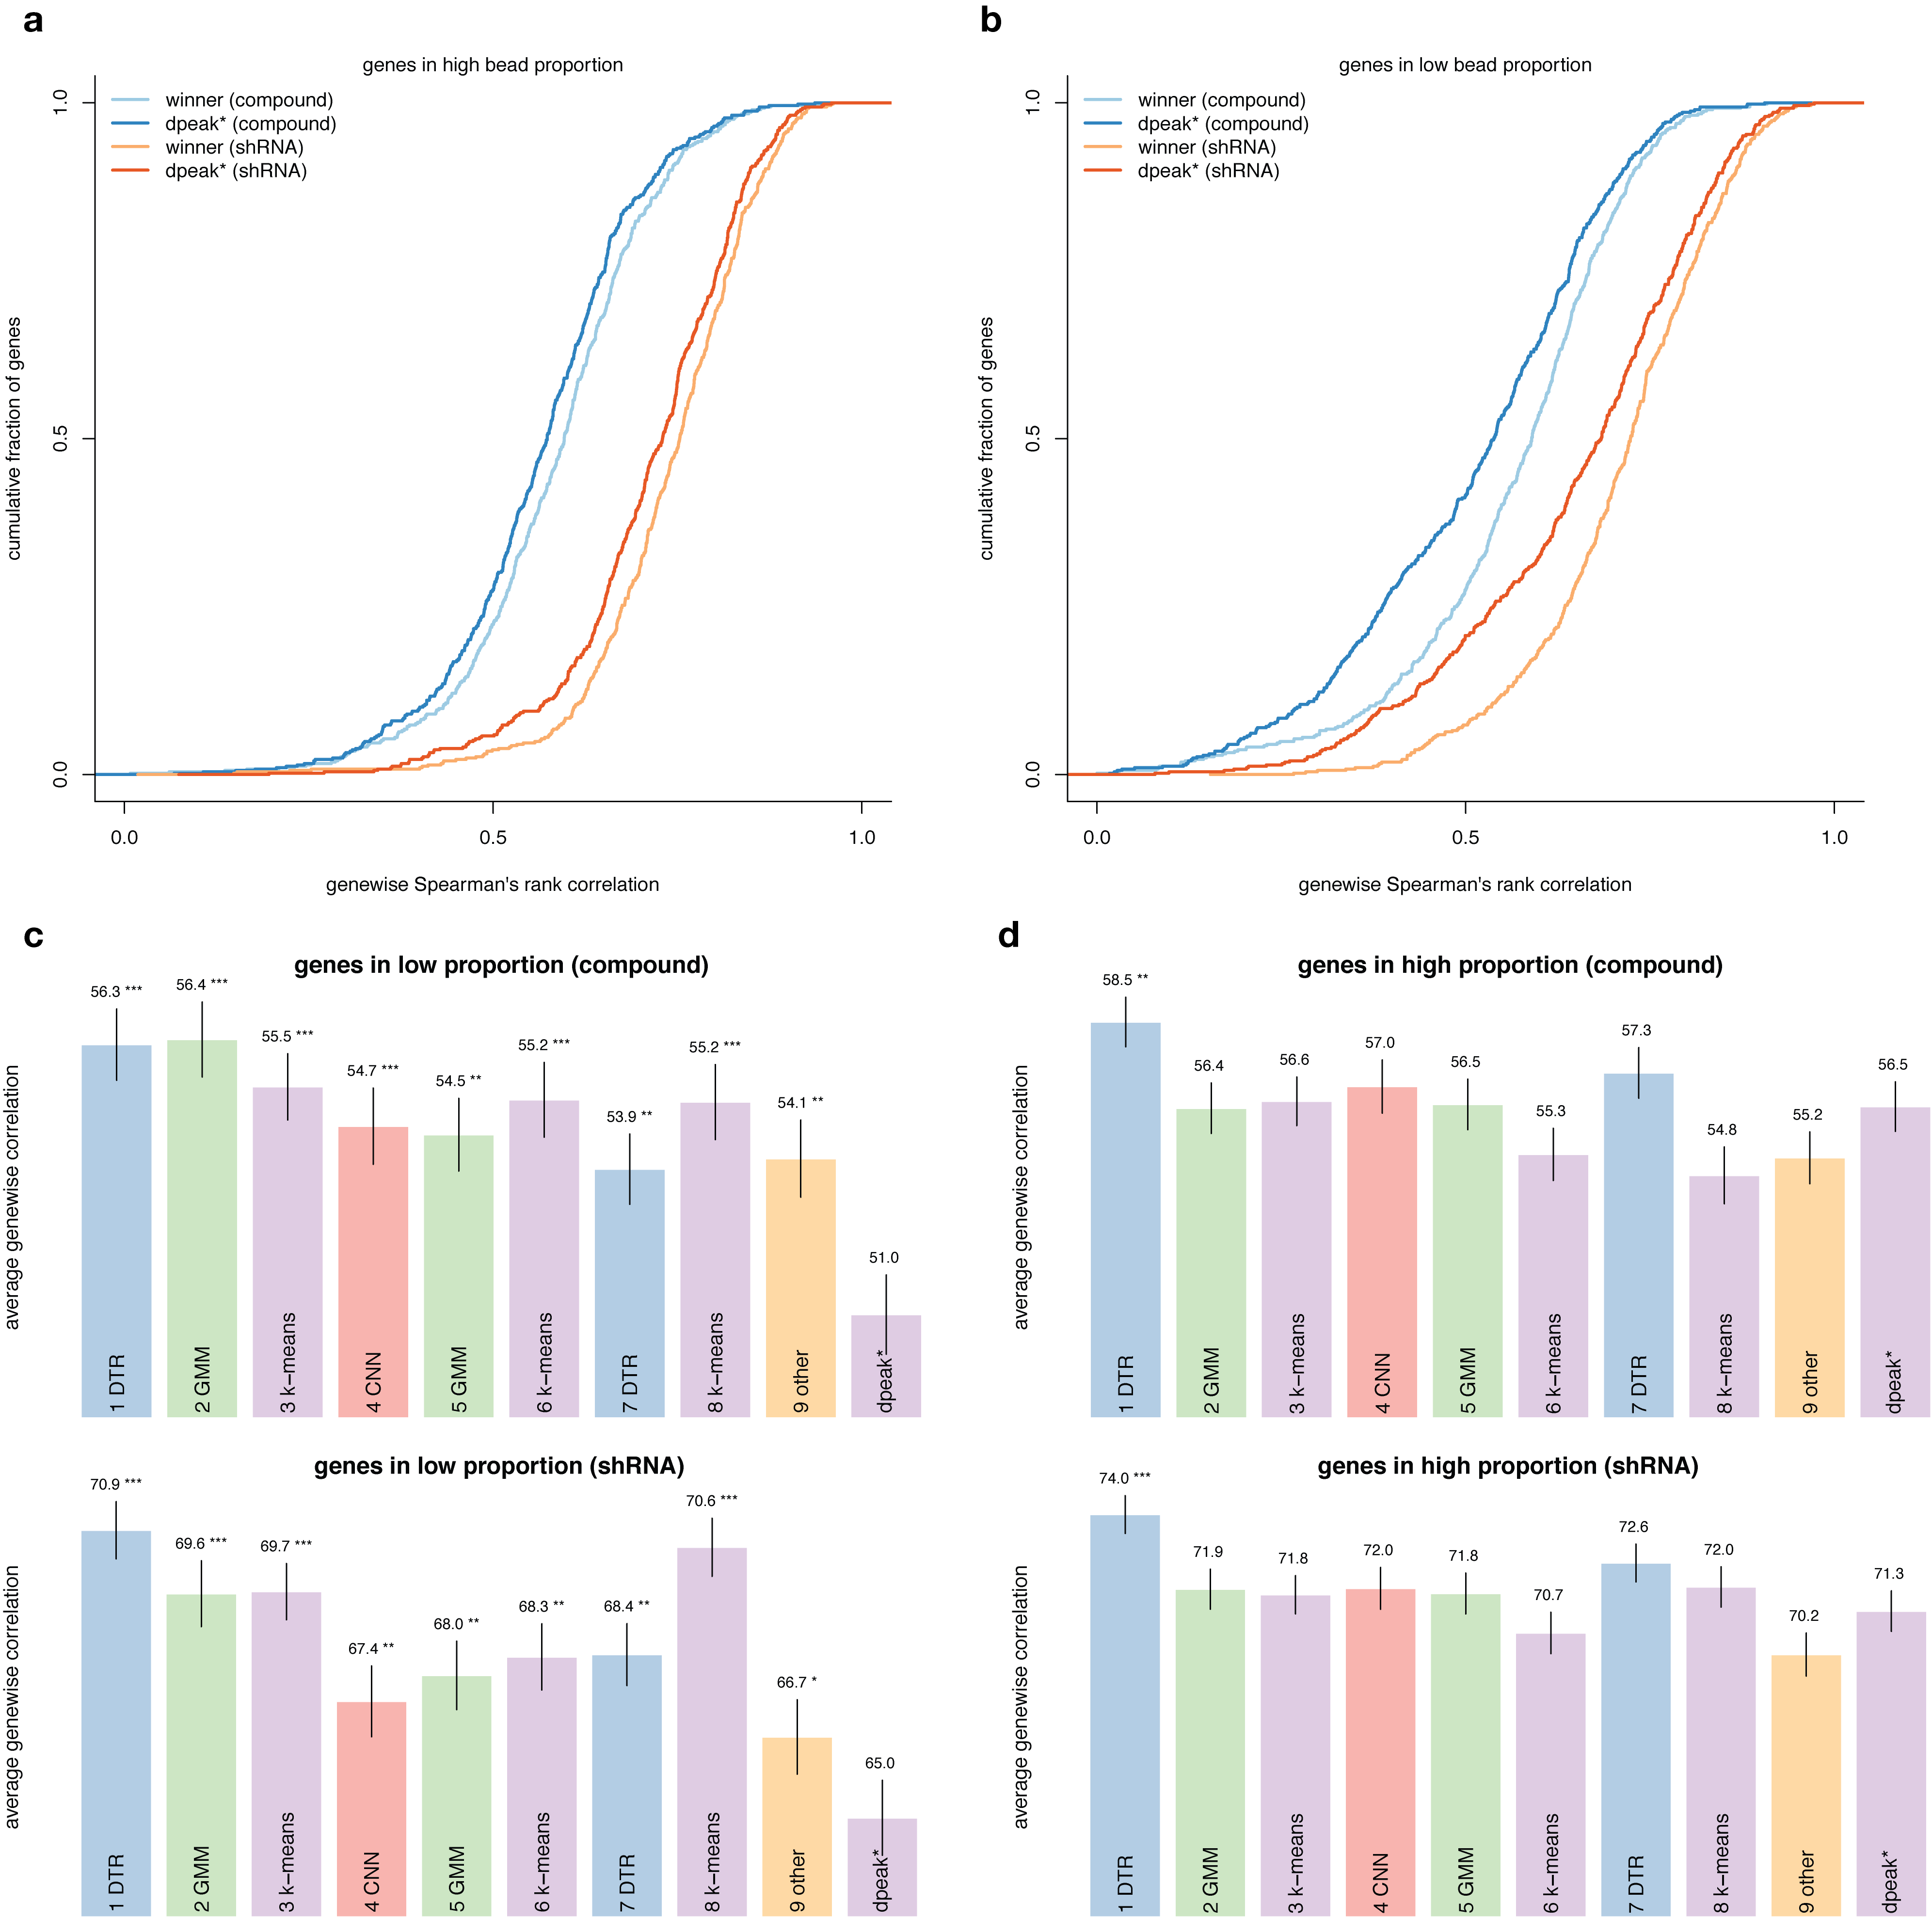 a
genes in high bead proportion
winner (compound)
dpeak* (compound)
winner (shRNA)
dpeak* (shRNA)
cumulative fraction of genes
1.0
0.5
0.0
0.0 0.5 1.0
genewise Spearman's rank correlation
b
genes in low bead proportion
winner (compound)
dpeak* (compound)
winner (shRNA)
dpeak* (shRNA)
cumulative fraction of genes
1.0
0.5
0.0
0.0 0.5 1.0
genewise Spearman's rank correlation
c
genes in low proportion (compound)
average genewise correlation
56.3 ***
56.4 ***
55.5 ***
54.7 ***
54.5 **
55.2 ***
53.9 **
55.2 ***
54.1 **
51.0
1 DTR
2 GMM
3 k−means
4 CNN
5 GMM
6 k−means
7 DTR
8 k−means
9 other
dpeak*
genes in low proportion (shRNA)
average genewise correlation
70.9 ***
69.6 ***
69.7 ***
67.4 **
68.0 **
68.3 **
68.4 **
70.6 ***
66.7 *
65.0
1 DTR
2 GMM
3 k−means
4 CNN
5 GMM
6 k−means
7 DTR
8 k−means
9 other
dpeak*
d
genes in high proportion (compound)
average genewise correlation
58.5 **
56.4
56.6
57.0
56.5
55.3
57.3
54.8
55.2
56.5
1 DTR
2 GMM
3 k−means
4 CNN
5 GMM
6 k−means
7 DTR
8 k−means
9 other
dpeak*
genes in high proportion (shRNA)
average genewise correlation
74.0 ***
71.9
71.8
72.0
71.8
70.7
72.6
72.0
70.2
71.3
1 DTR
2 GMM
3 k−means
4 CNN
5 GMM
6 k−means
7 DTR
8 k−means
9 other
dpeak*